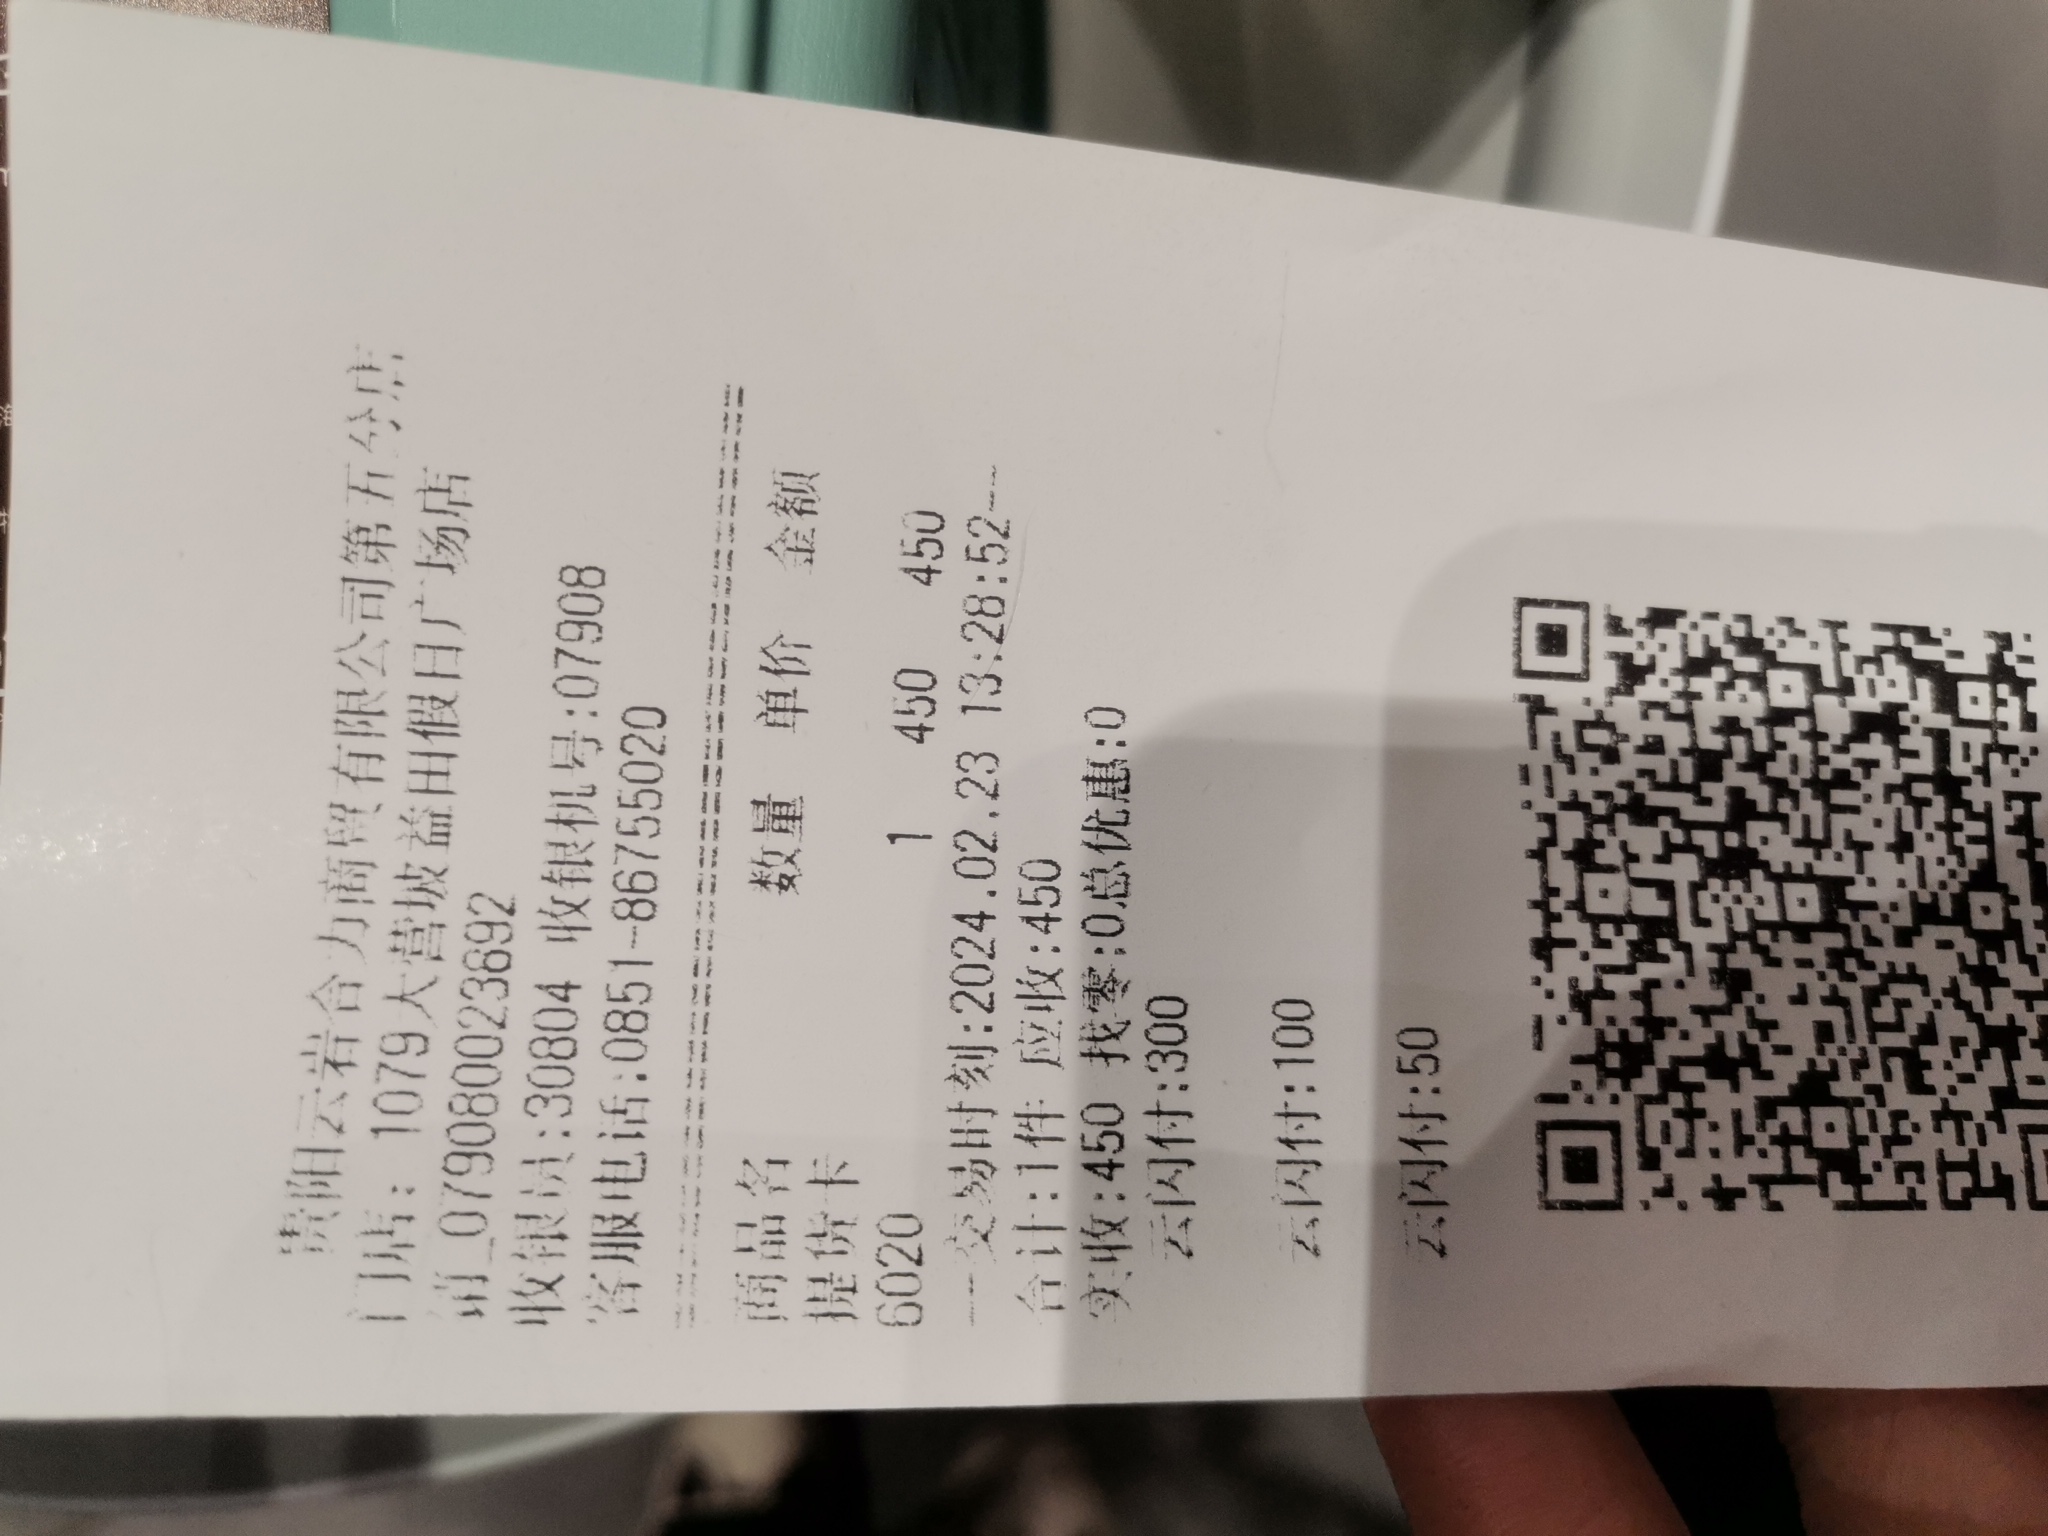 贵阳云岩合力商贸有限公司第五分店
门店: 1079大营坡益田假日广场店
销_0790800023692
收银员:30804 收银机号:07908
客服电话:0851-86755020
商品名 数量 单价 金额
提货卡
6020 1 450 450
一交易时刻:2024.02.23 13:28:52一
合计:1件 应收:450
实收:450 找零:0总优惠:0
云闪付:300
云闪付:100
云闪付:50